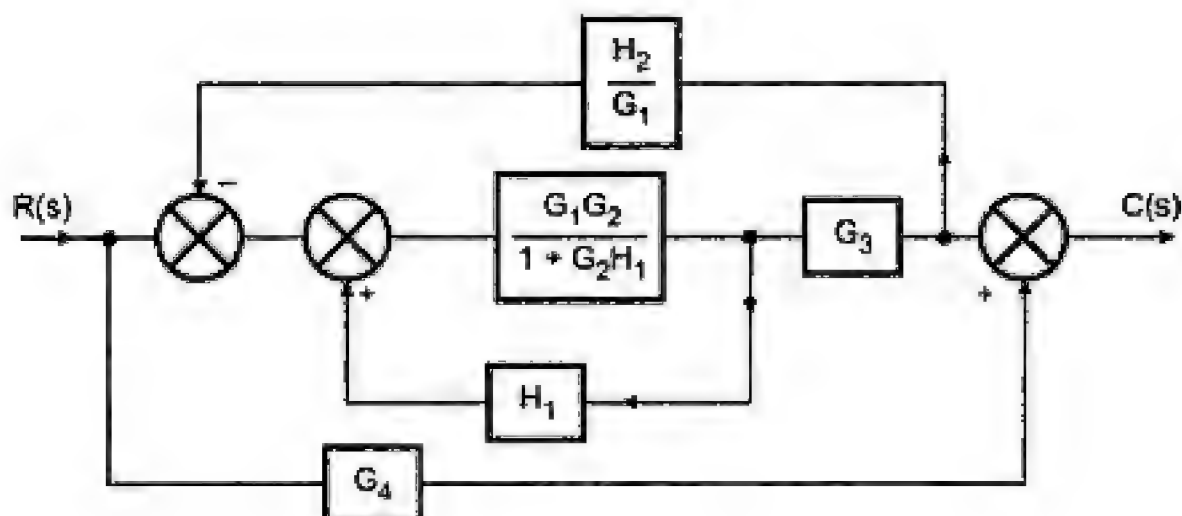 H2
G1
R(s)
−
G1G2
1 + G2H1
G3
C(s)
+
+
H1
G4